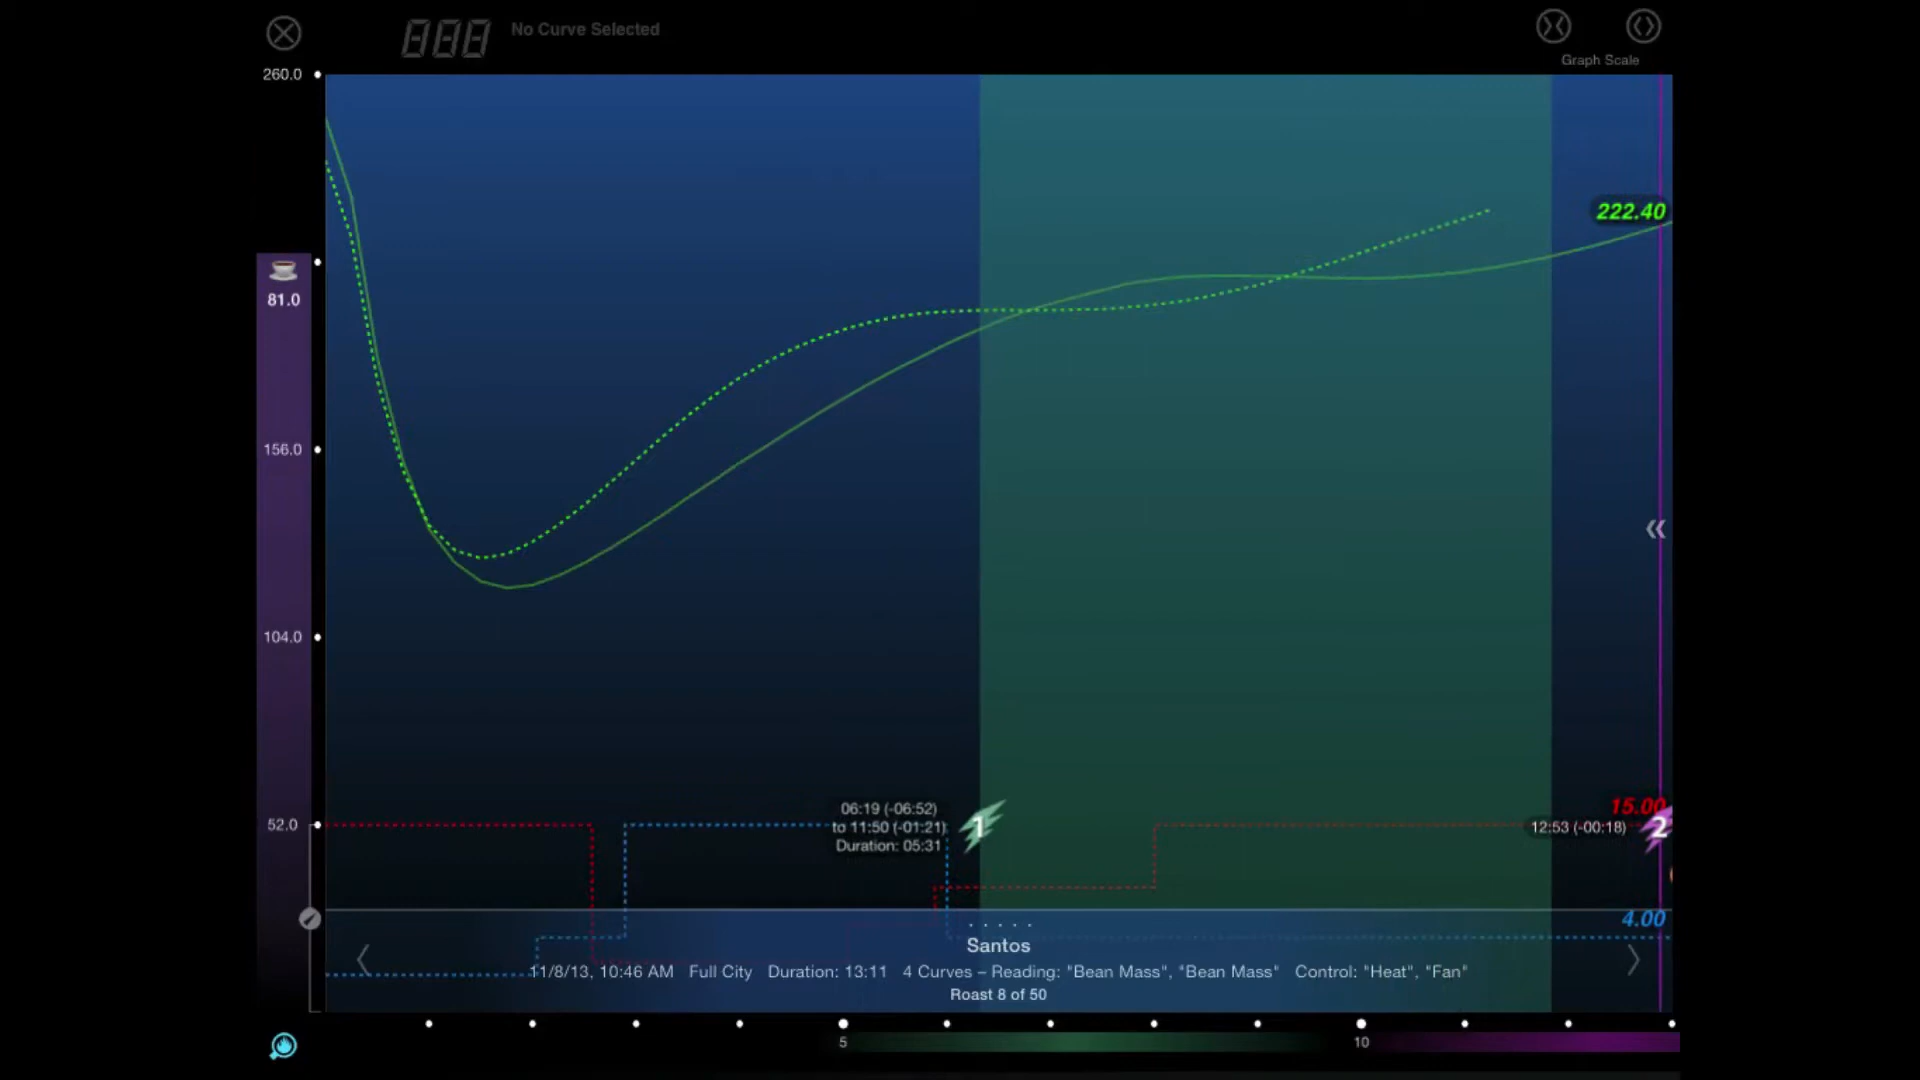 888 No Curve Selected
Graph Scale
260.0
222.40
81.0
156.0
104.0
52.0
06:19 (-06:52)
to 11:50 (-01:21)
Duration: 05:31
1
15.00
12:53 (-00:18)
2
4.00
Santos
11/8/13, 10:46 AM Full City Duration: 13:11 4 Curves – Reading: "Bean Mass", "Bean Mass" Control: "Heat", "Fan"
Roast 8 of 50
5 10